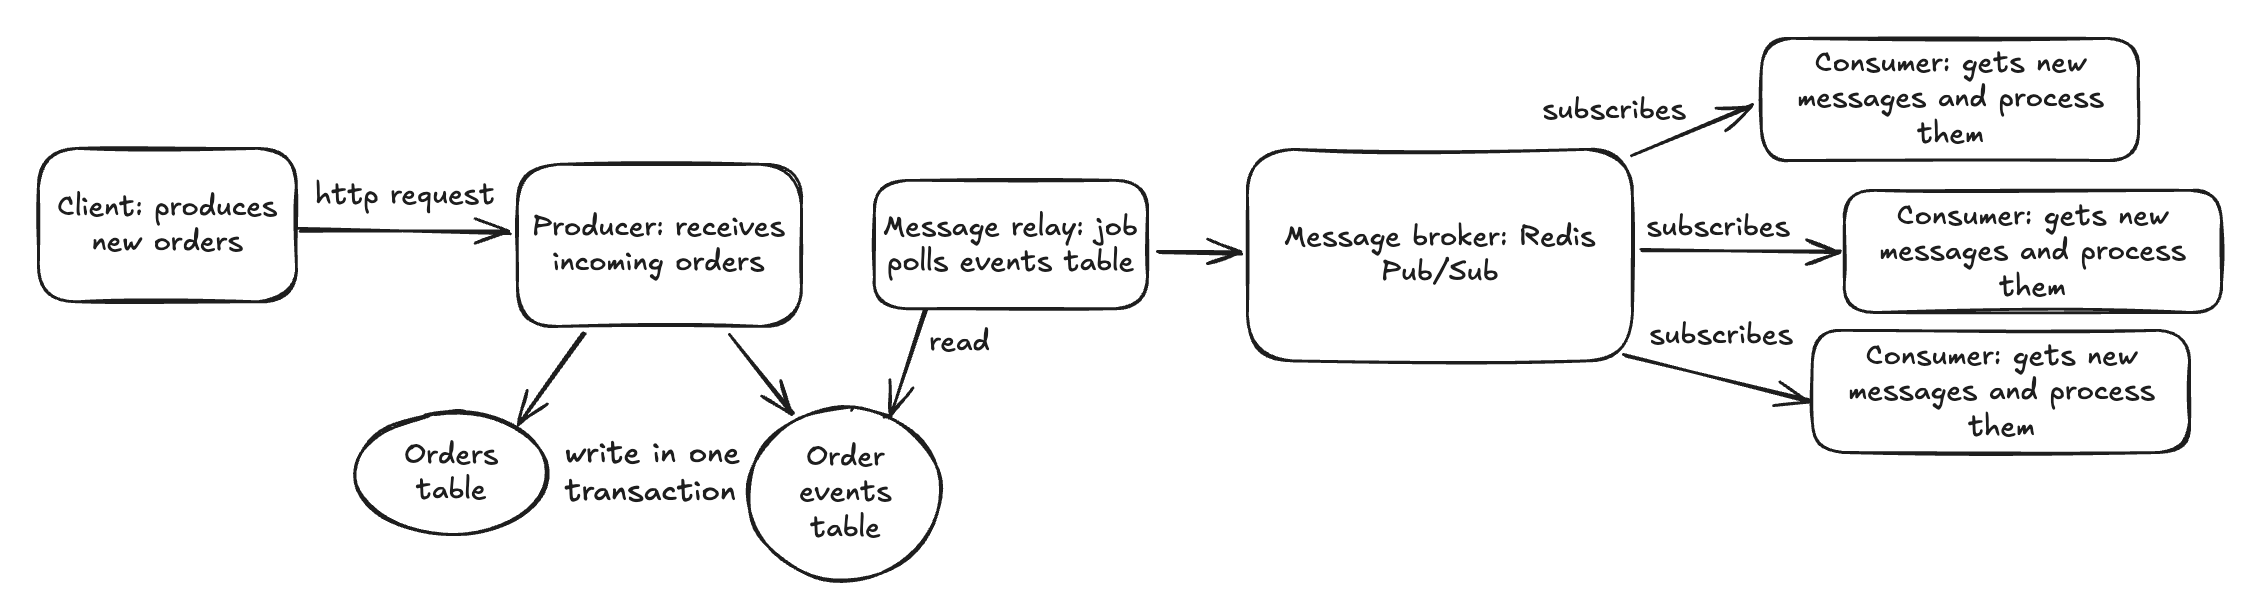 Client: produces
new orders
http request
Producer: receives
incoming orders
Orders
table
write in one
transaction
Order
events
table
Message relay: job
polls events table
read
Message broker: Redis
Pub/Sub
subscribes
Consumer: gets new
messages and process
them
subscribes
Consumer: gets new
messages and process
them
subscribes
Consumer: gets new
messages and process
them